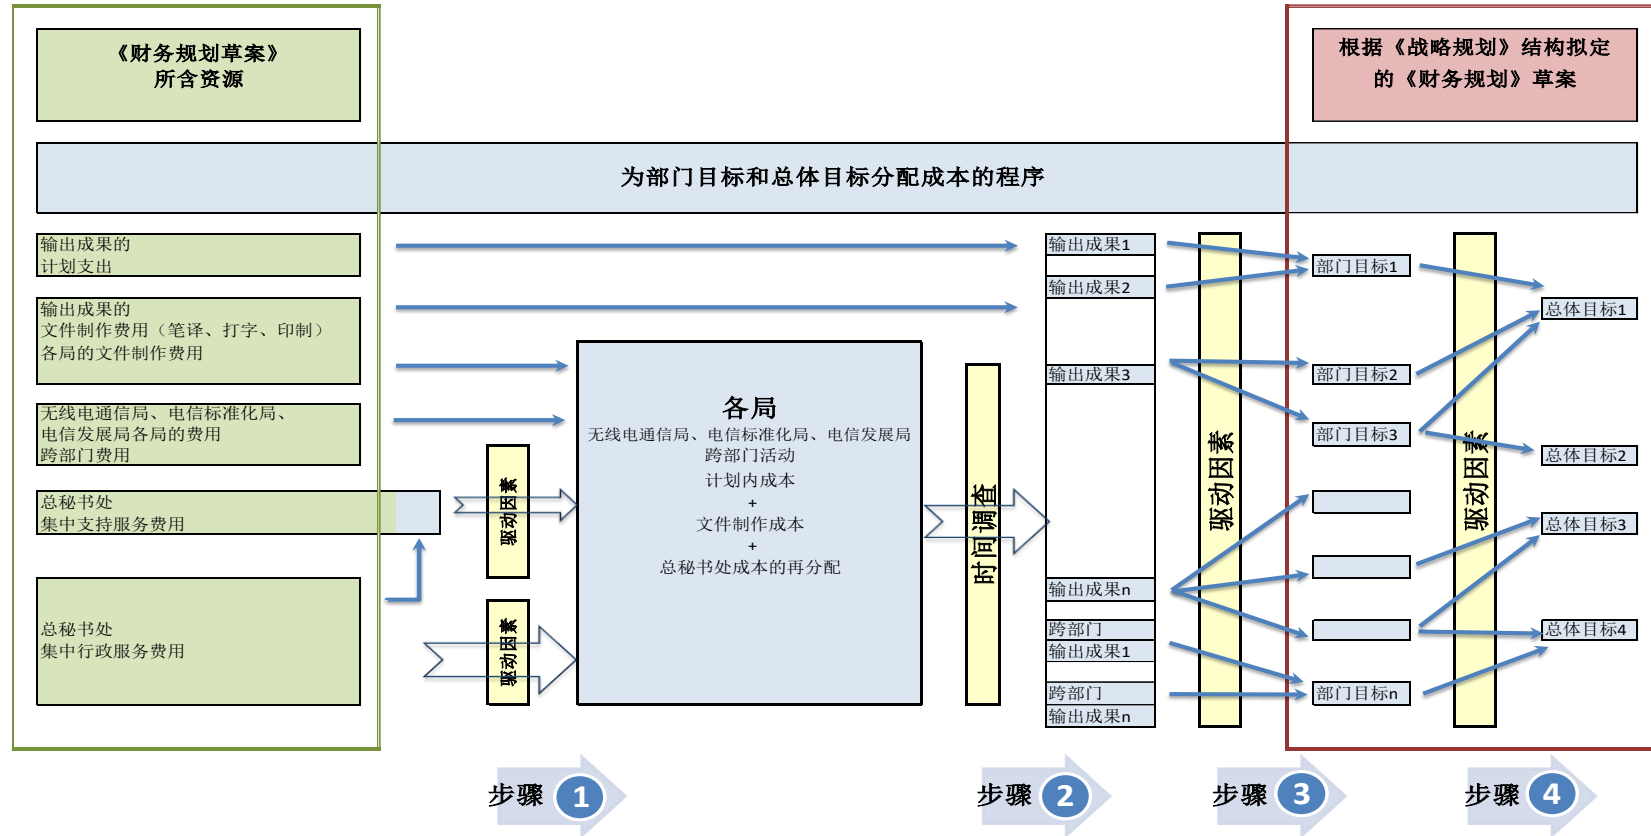 《财务规划草案》
所含资源
根据《战略规划》结构拟定
的《财务规划》草案
为部门目标和总体目标分配成本的程序
输出成果的
计划支出
输出成果的
文件制作费用（笔译、打字、印制）
各局的文件制作费用
无线电通信局、电信标准化局、
电信发展局各局的费用
跨部门费用
总秘书处
集中支持服务费用
总秘书处
集中行政服务费用
驱动因素
驱动因素
各局
无线电通信局、电信标准化局、电信发展局
跨部门活动
计划内成本
+
文件制作成本
+
总秘书处成本的再分配
时间调查
输出成果1
输出成果2
输出成果3
输出成果n
跨部门
输出成果1
跨部门
输出成果n
驱动因素
部门目标1
部门目标2
部门目标3
部门目标n
驱动因素
总体目标1
总体目标2
总体目标3
总体目标4
步骤 1
步骤 2
步骤 3
步骤 4